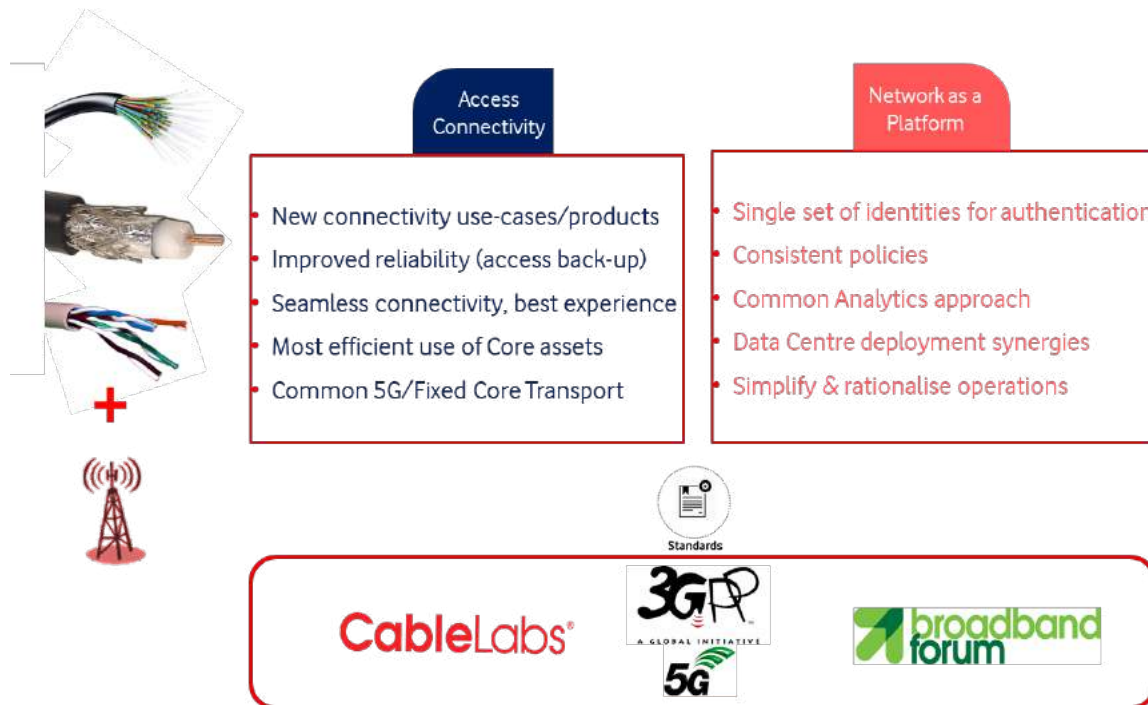 Access
Connectivity
• New connectivity use-cases/products
• Improved reliability (access back-up)
• Seamless connectivity, best experience
• Most efficient use of Core assets
• Common 5G/Fixed Core Transport
Network as a
Platform
• Single set of identities for authentication
• Consistent policies
• Common Analytics approach
• Data Centre deployment synergies
• Simplify & rationalise operations
+
Standards
CableLabs®
3GPP™
A GLOBAL INITIATIVE
5G
broadband
forum